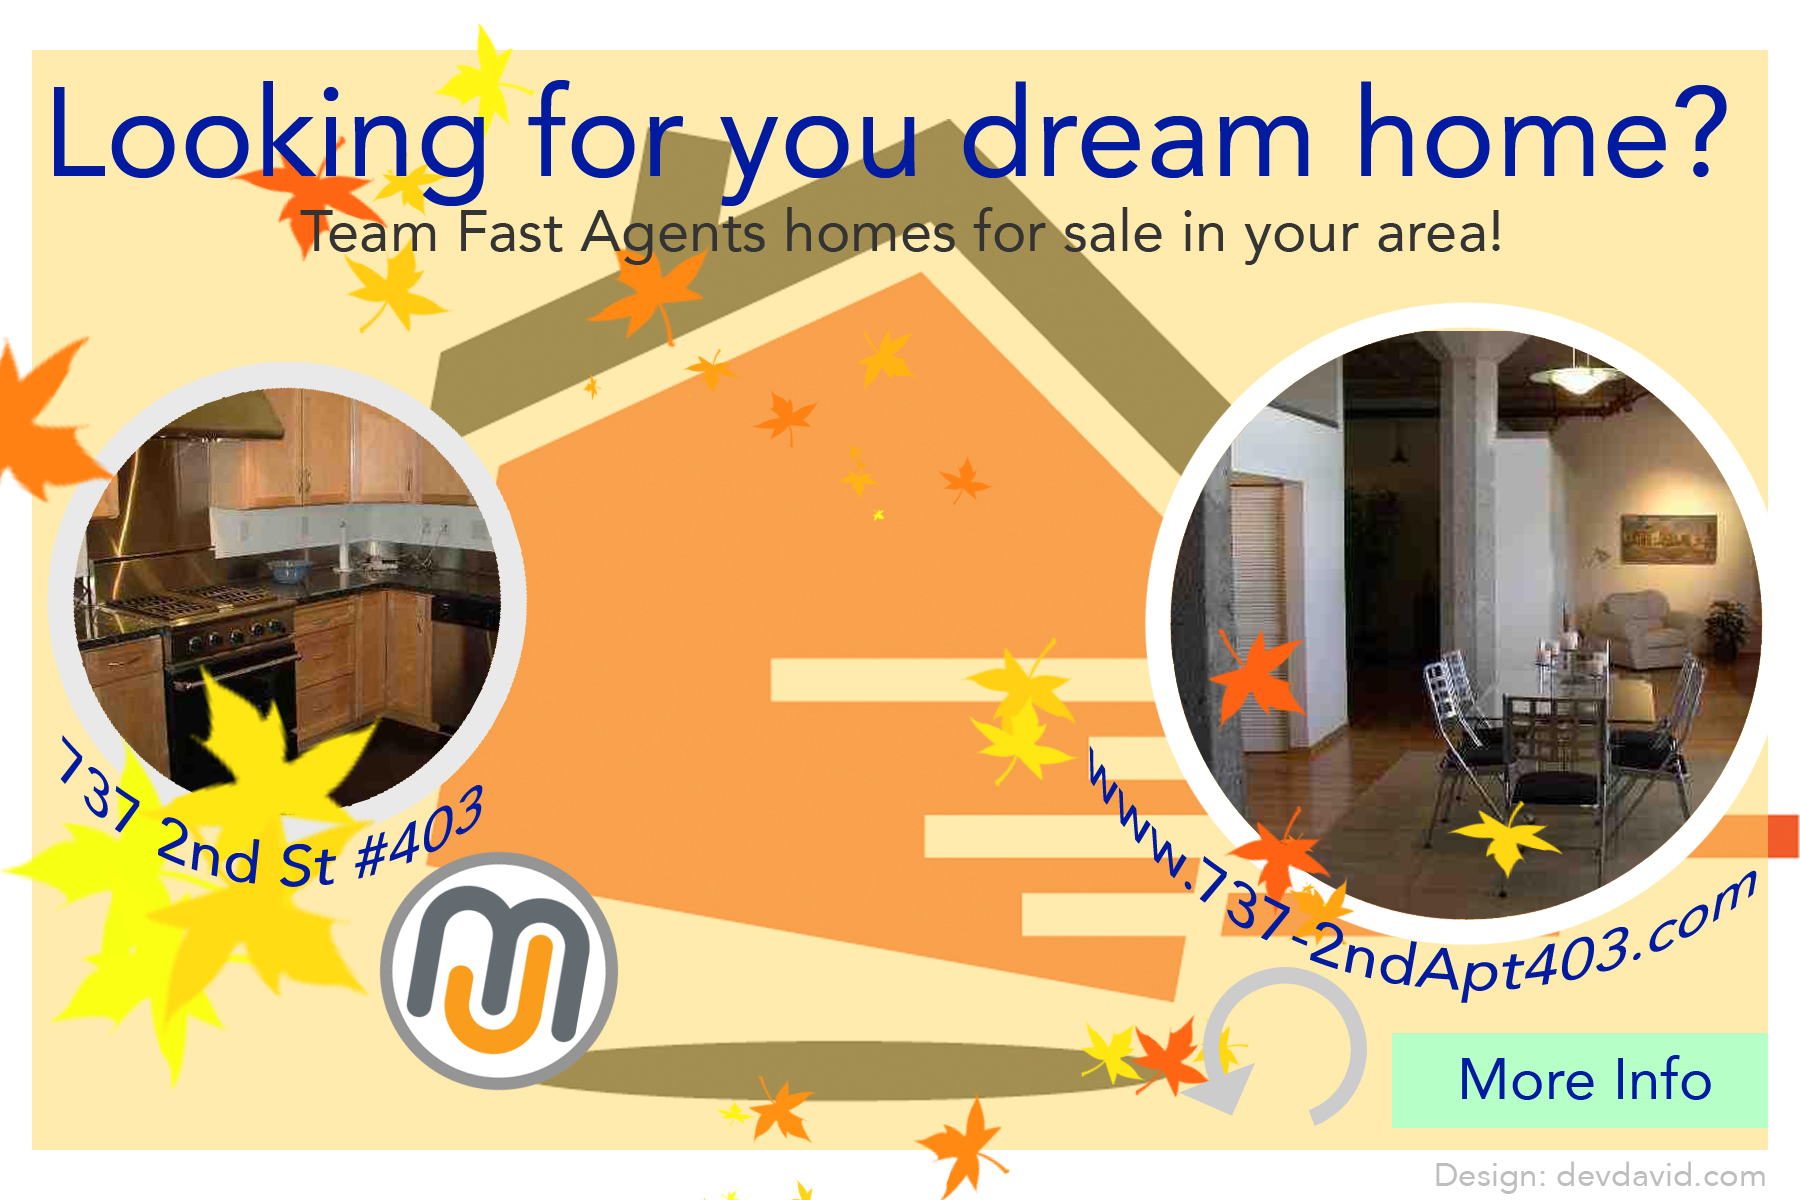 Looking for you dream home?
Team Fast Agents homes for sale in your area!
737 2nd St #403
www.737-2ndApt403.com
More Info
Design: devdavid.com